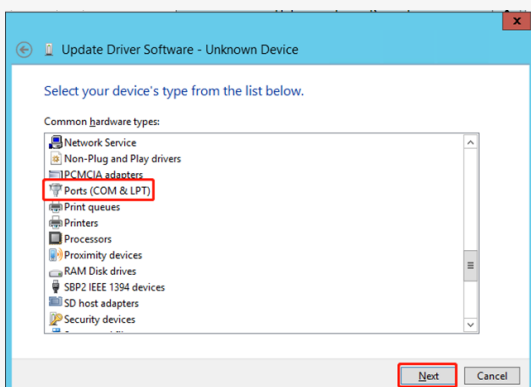 x
Update Driver Software - Unknown Device
Select your device's type from the list below.
Common hardware types:
Network Service
Non-Plug and Play drivers
PCMCIA adapters
Ports (COM & LPT)
Print queues
Printers
Processors
Proximity devices
RAM Disk drives
SBP2 IEEE 1394 devices
SD host adapters
Security devices
Next Cancel